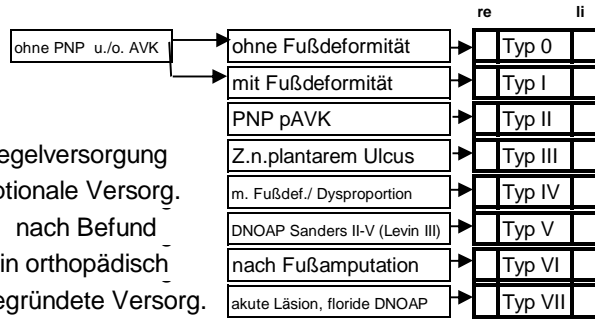 re li
ohne PNP u./o. AVK ohne Fußdeformität Typ 0
mit Fußdeformität Typ I
PNP pAVK Typ II
egelversorgung Z.n.plantarem Ulcus Typ III
otionale Versorg. m. Fußdef./ Dysproportion Typ IV
nach Befund DNOAP Sanders II-V (Levin III) Typ V
in orthopädisch nach Fußamputation Typ VI
egründete Versorg. akute Läsion, floride DNOAP Typ VII